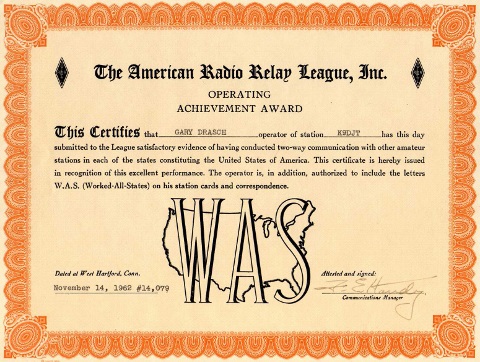 The American Radio Relay League, Inc.
OPERATING
ACHIEVEMENT AWARD
This Certifies that GARY DRASCH operator of station K9DJT has this day
submitted to the League satisfactory evidence of having conducted two-way communication with other amateur
stations in each of the states constituting the United States of America. This certificate is hereby issued
in recognition of this excellent performance. The operator is, in addition, authorized to include the letters
W.A.S. (Worked-All-States) on his station cards and correspondence.
WAS
Dated at West Hartford, Conn.
November 14, 1962 #14,079
Attested and signed:
Communications Manager